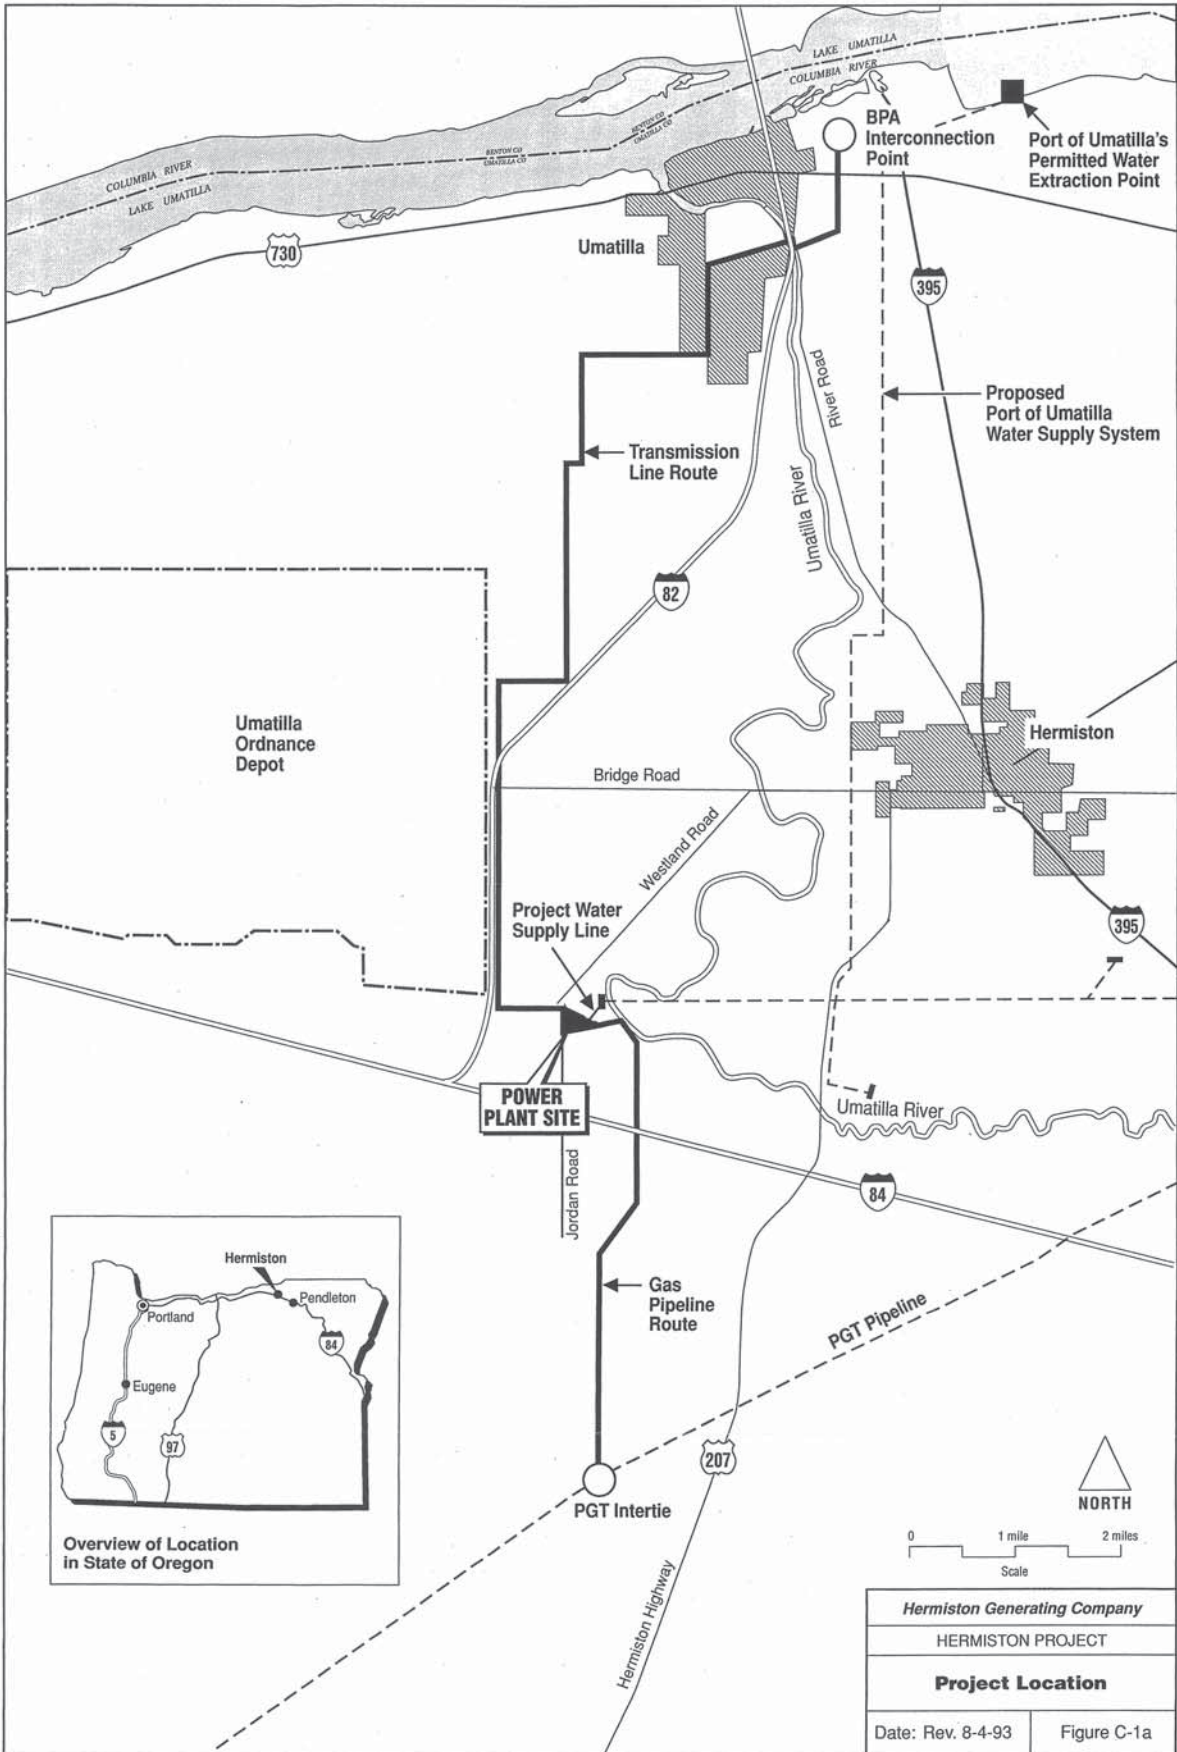 LAKE UMATILLA
COLUMBIA RIVER
BENTON CO
UMATILLA CO
BENTON CO
UMATILLA CO
COLUMBIA RIVER
LAKE UMATILLA
BPA
Interconnection
Point
Port of Umatilla's
Permitted Water
Extraction Point
730
Umatilla
395
River Road
Proposed
Port of Umatilla
Water Supply System
Transmission
Line Route
Umatilla River
82
Umatilla
Ordnance
Depot
Hermiston
Bridge Road
Westland Road
Project Water
Supply Line
395
POWER
PLANT SITE
Umatilla River
Jordan Road
84
Gas
Pipeline
Route
PGT Pipeline
207
PGT Intertie
Hermiston Highway
Hermiston
Pendleton
Portland
84
Eugene
5
97
Overview of Location
in State of Oregon
NORTH
0 1 mile 2 miles
Scale
Hermiston Generating Company
HERMISTON PROJECT
Project Location
Date: Rev. 8-4-93 Figure C-1a